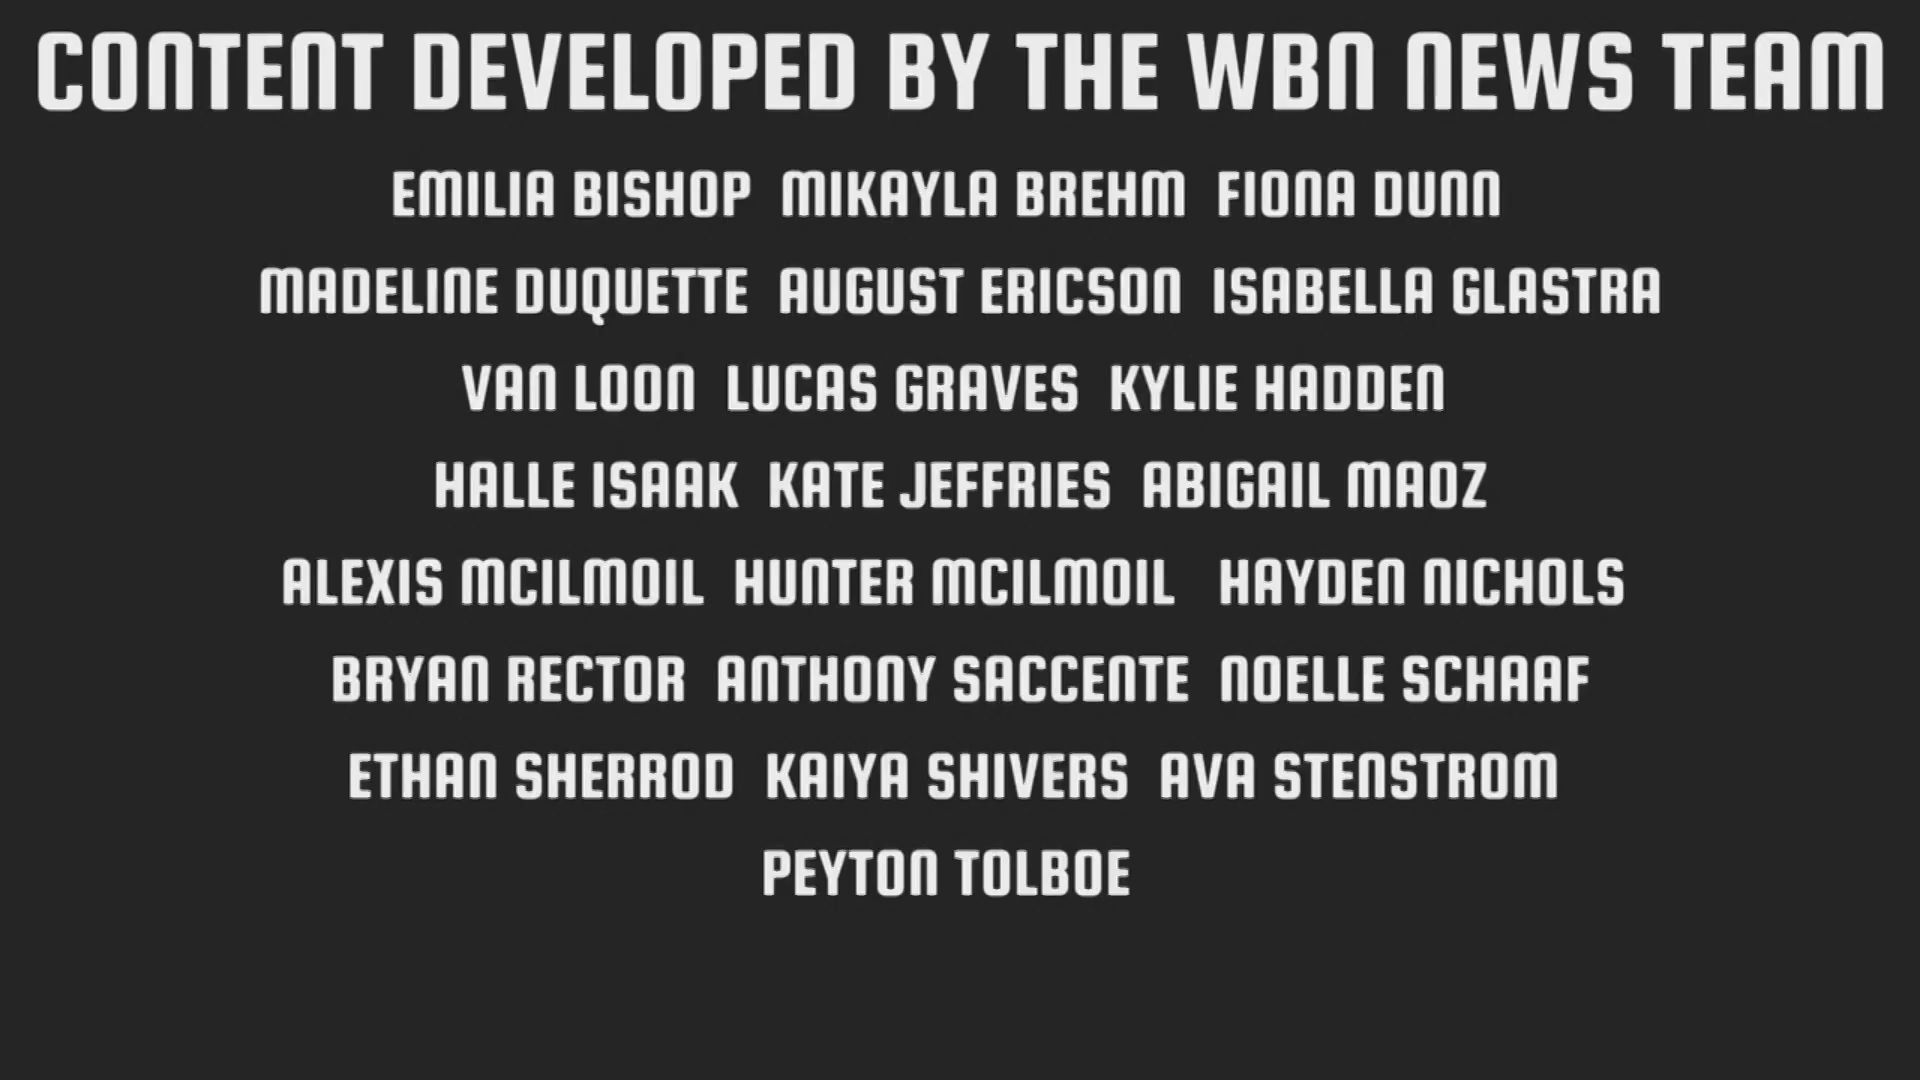 CONTENT DEVELOPED BY THE WBN NEWS TEAM
EMILIA BISHOP MIKAYLA BREHM FIONA DUNN
MADELINE DUQUETTE AUGUST ERICSON ISABELLA GLASTRA
VAN LOON LUCAS GRAVES KYLIE HADDEN
HALLE ISAAK KATE JEFFRIES ABIGAIL MAOZ
ALEXIS MCILMOIL HUNTER MCILMOIL HAYDEN NICHOLS
BRYAN RECTOR ANTHONY SACCENTE NOELLE SCHAAF
ETHAN SHERROD KAIYA SHIVERS AVA STENSTROM
PEYTON TOLBOE